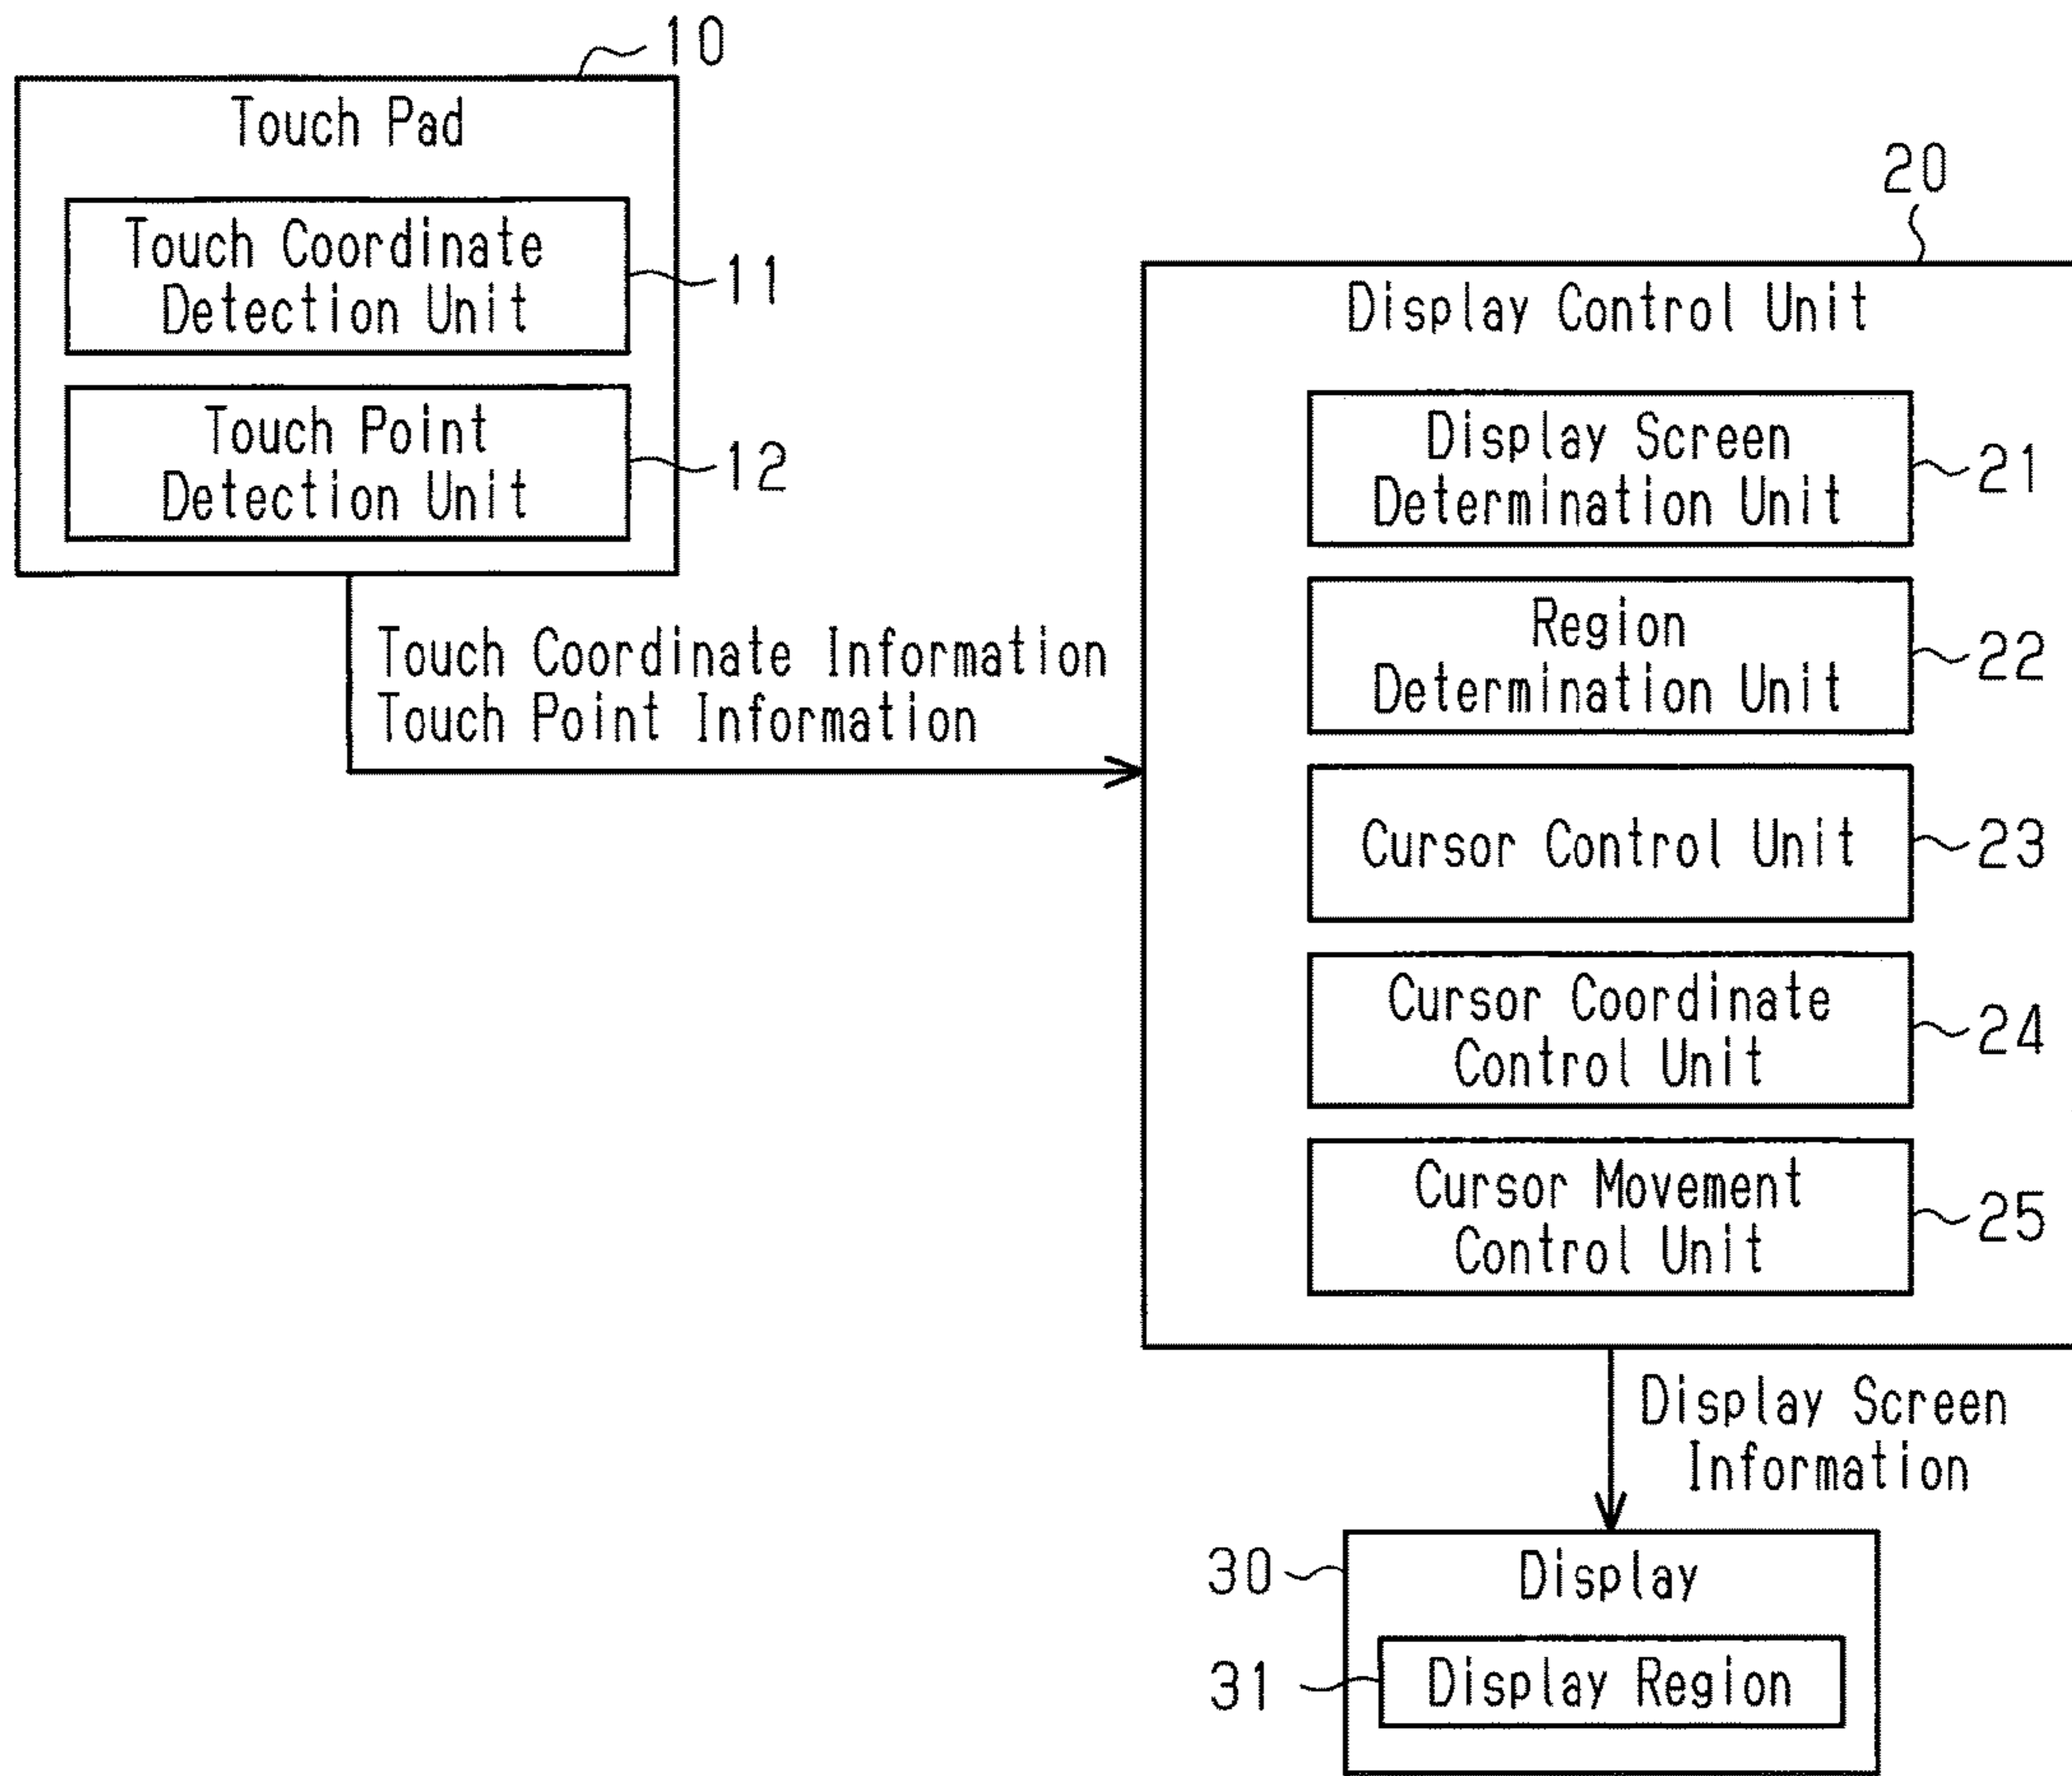 10
Touch Pad
Touch Coordinate
Detection Unit
11
Touch Point
Detection Unit
12
Touch Coordinate Information
Touch Point Information
20
Display Control Unit
Display Screen
Determination Unit
21
Region
Determination Unit
22
Cursor Control Unit
23
Cursor Coordinate
Control Unit
24
Cursor Movement
Control Unit
25
Display Screen
Information
30
Display
31
Display Region